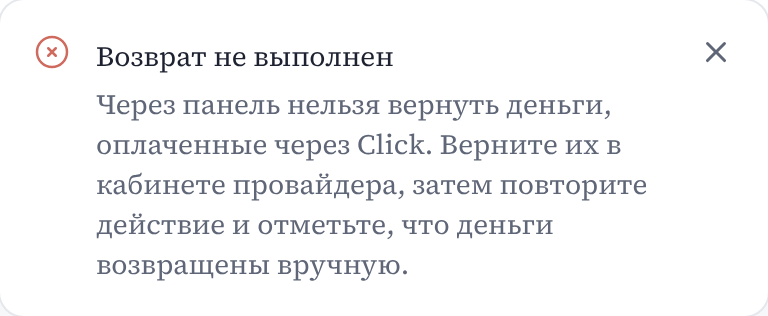 Возврат не выполнен
Через панель нельзя вернуть деньги,
оплаченные через Click. Верните их в
кабинете провайдера, затем повторите
действие и отметьте, что деньги
возвращены вручную.